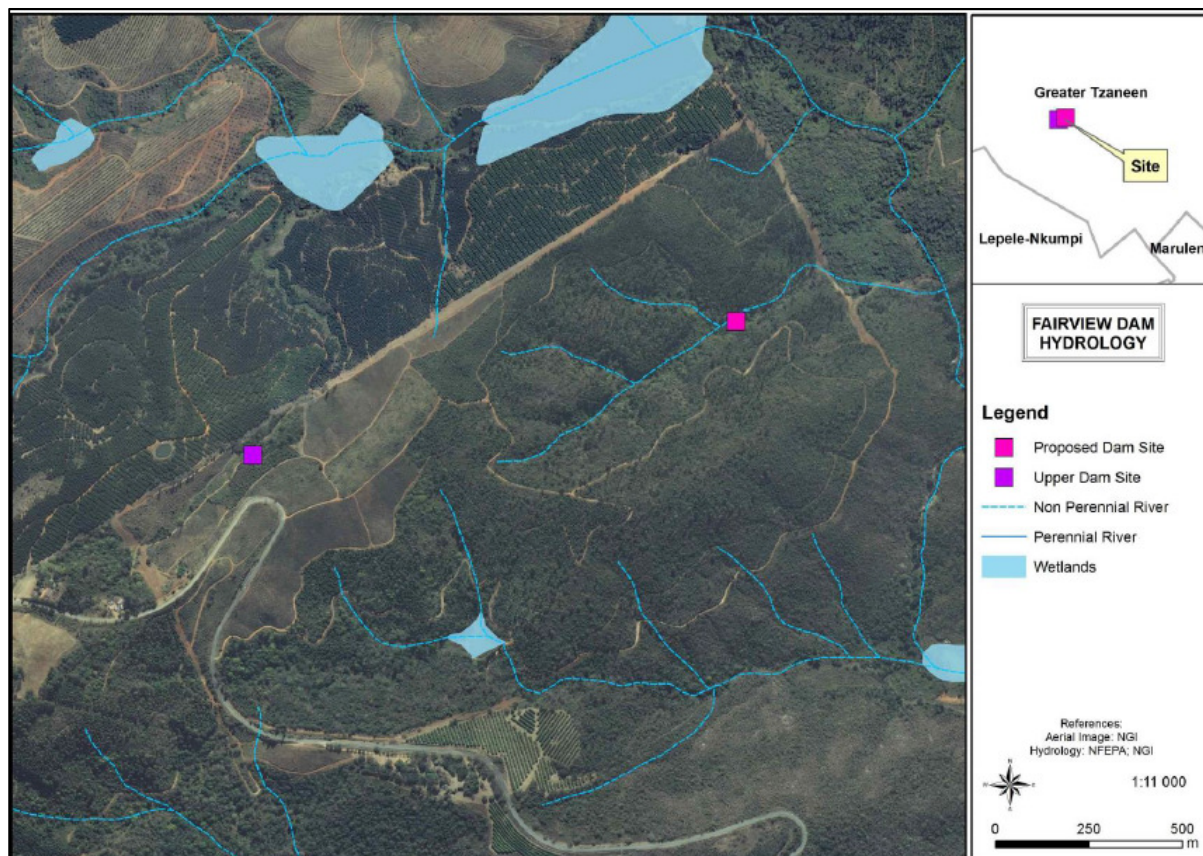 Greater Tzaneen
Site
Lepele-Nkumpi
Marulen
FAIRVIEW DAM
HYDROLOGY
Legend
Proposed Dam Site
Upper Dam Site
Non Perennial River
Perennial River
Wetlands
References:
Aerial Image: NGI
Hydrology: NFEPA; NGI
N
W
E
S
1:11 000
0 250 500
m